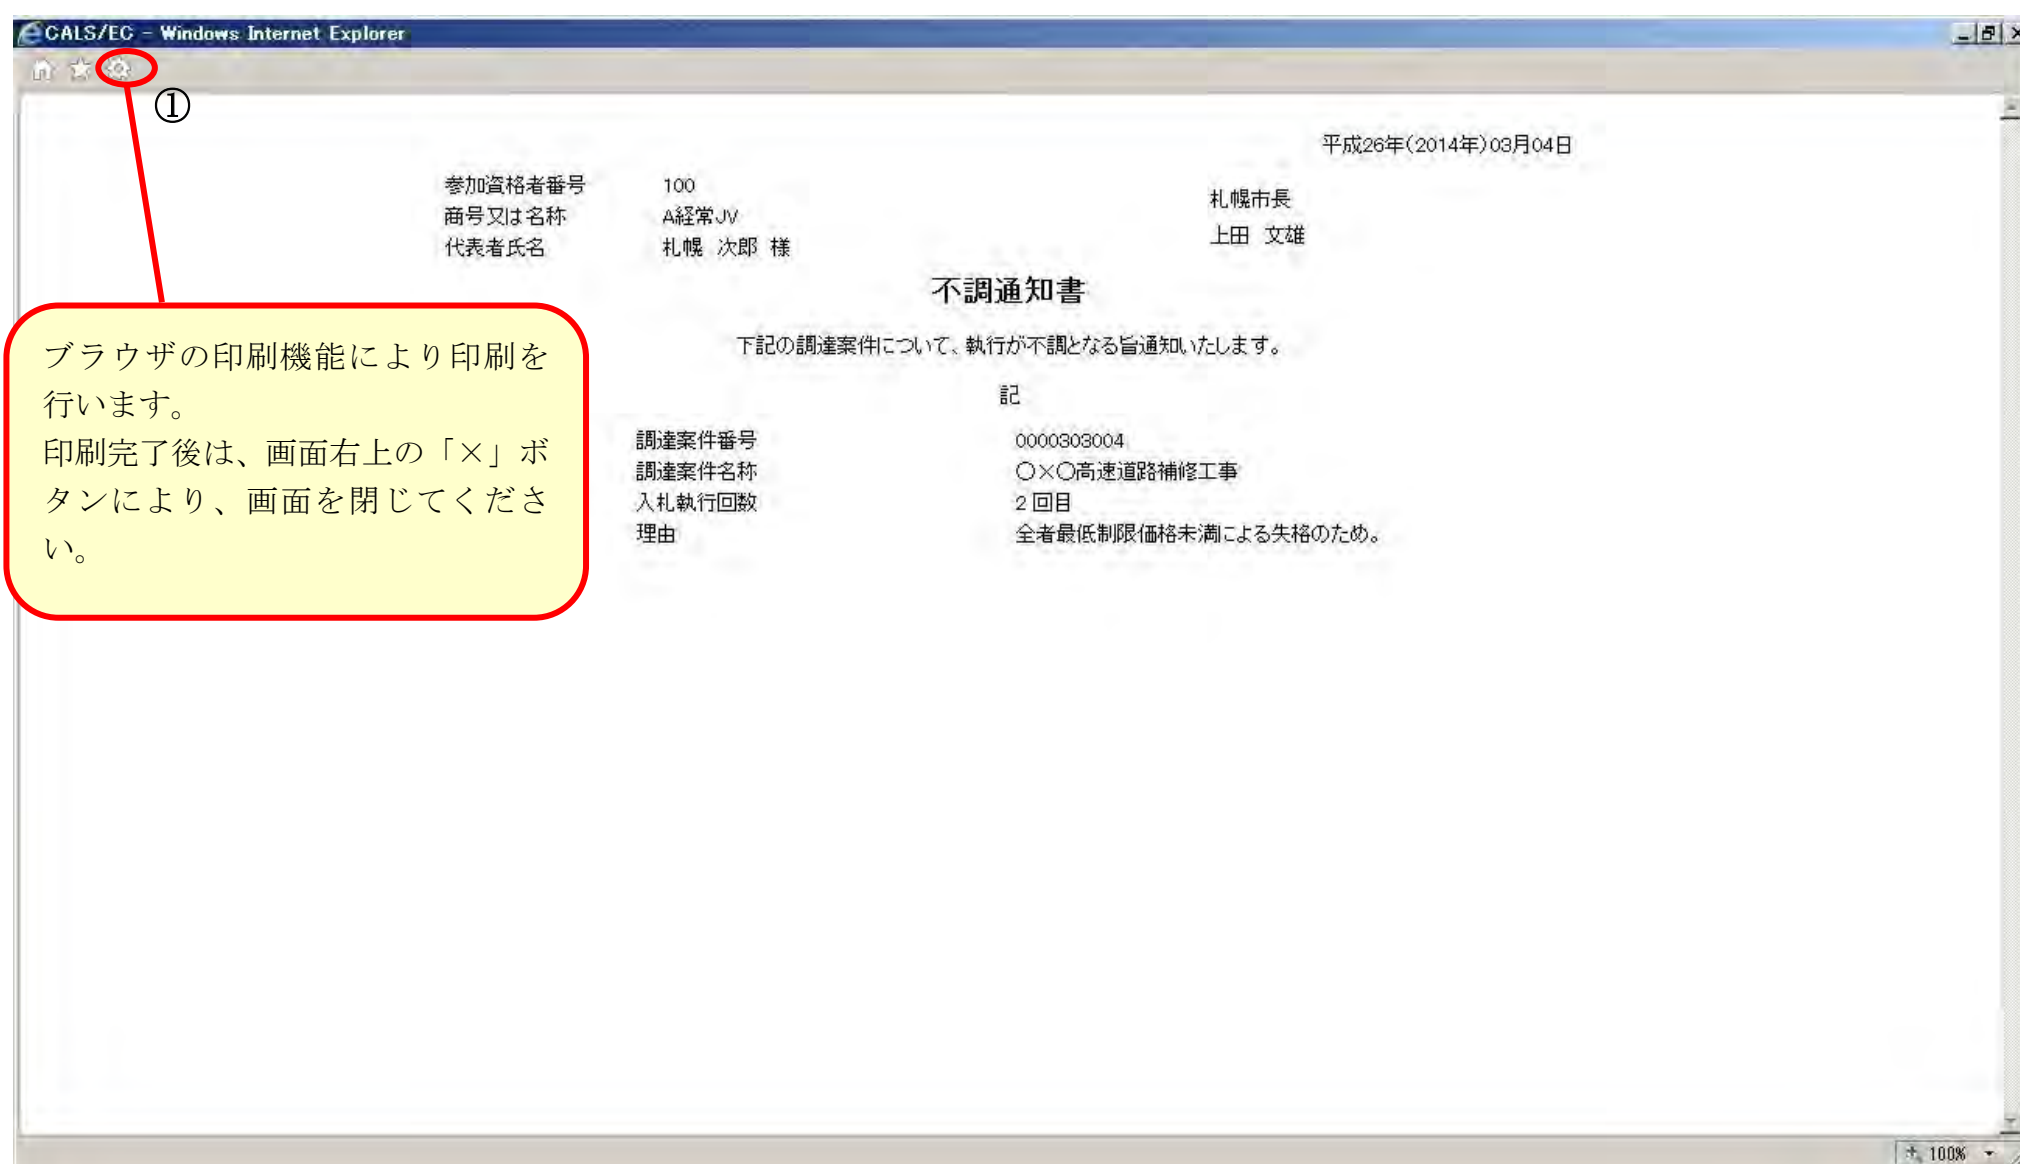 CALS/EC - Windows Internet Explorer
①
平成26年(2014年)03月04日
参加資格者番号 100
商号又は名称 A経常JV
代表者氏名 札幌 次郎 様
札幌市長
上田 文雄
不調通知書
下記の調達案件について、執行が不調となる旨通知いたします。
記
調達案件番号 0000303004
調達案件名称 ○×○高速道路補修工事
入札執行回数 2回目
理由 全者最低制限価格未満による失格のため。
ブラウザの印刷機能により印刷を
行います。
印刷完了後は、画面右上の「×」ボ
タンにより、画面を閉じてくださ
い。
100%